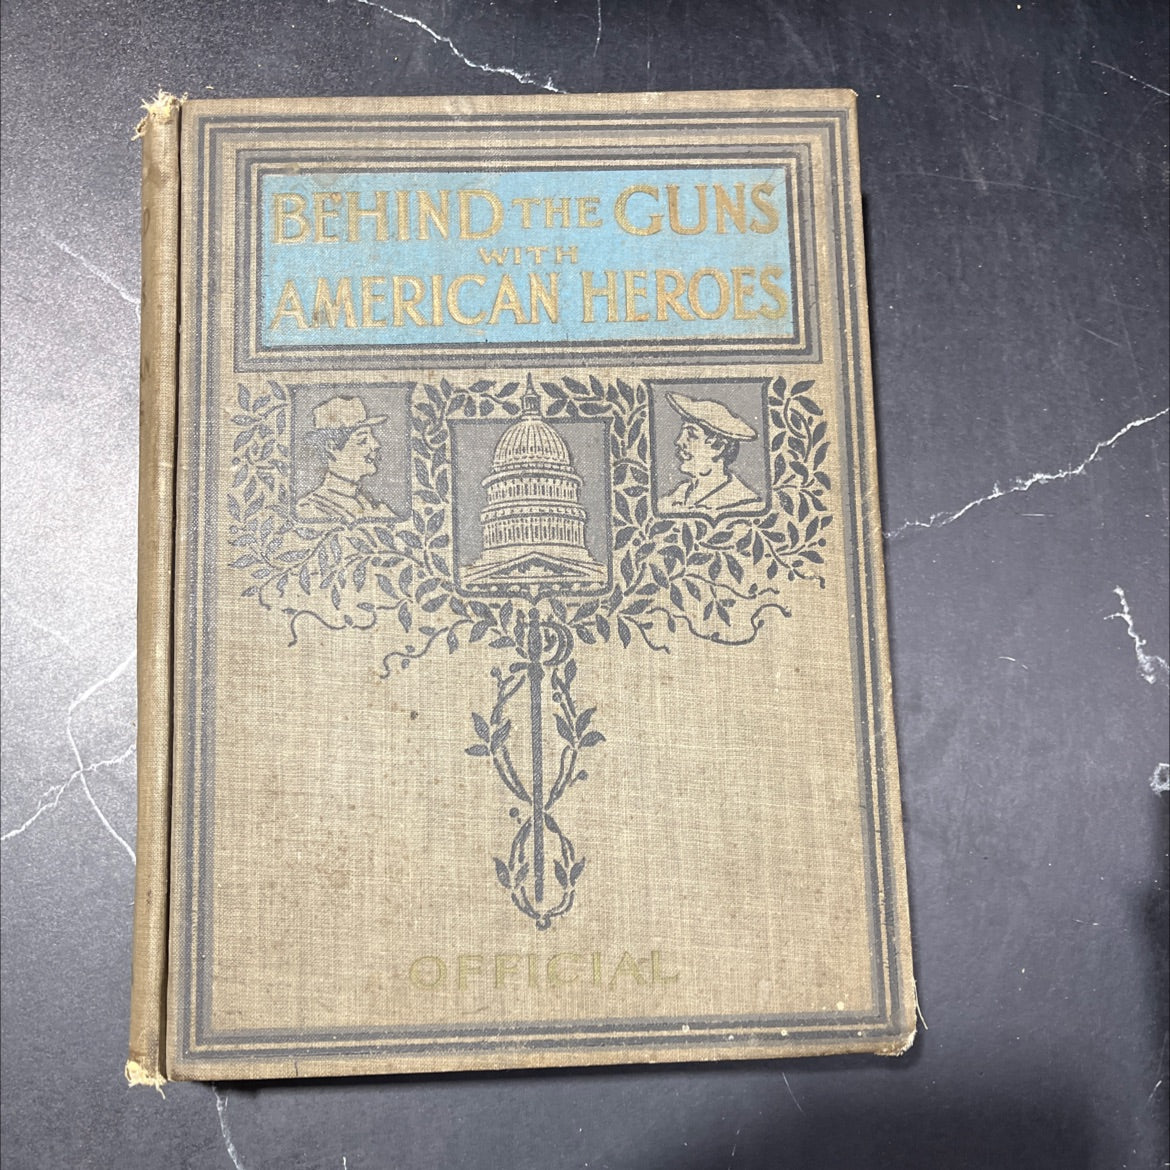 BEHIND THE GUNS
WITH
AMERICAN HEROES
OFFICIAL